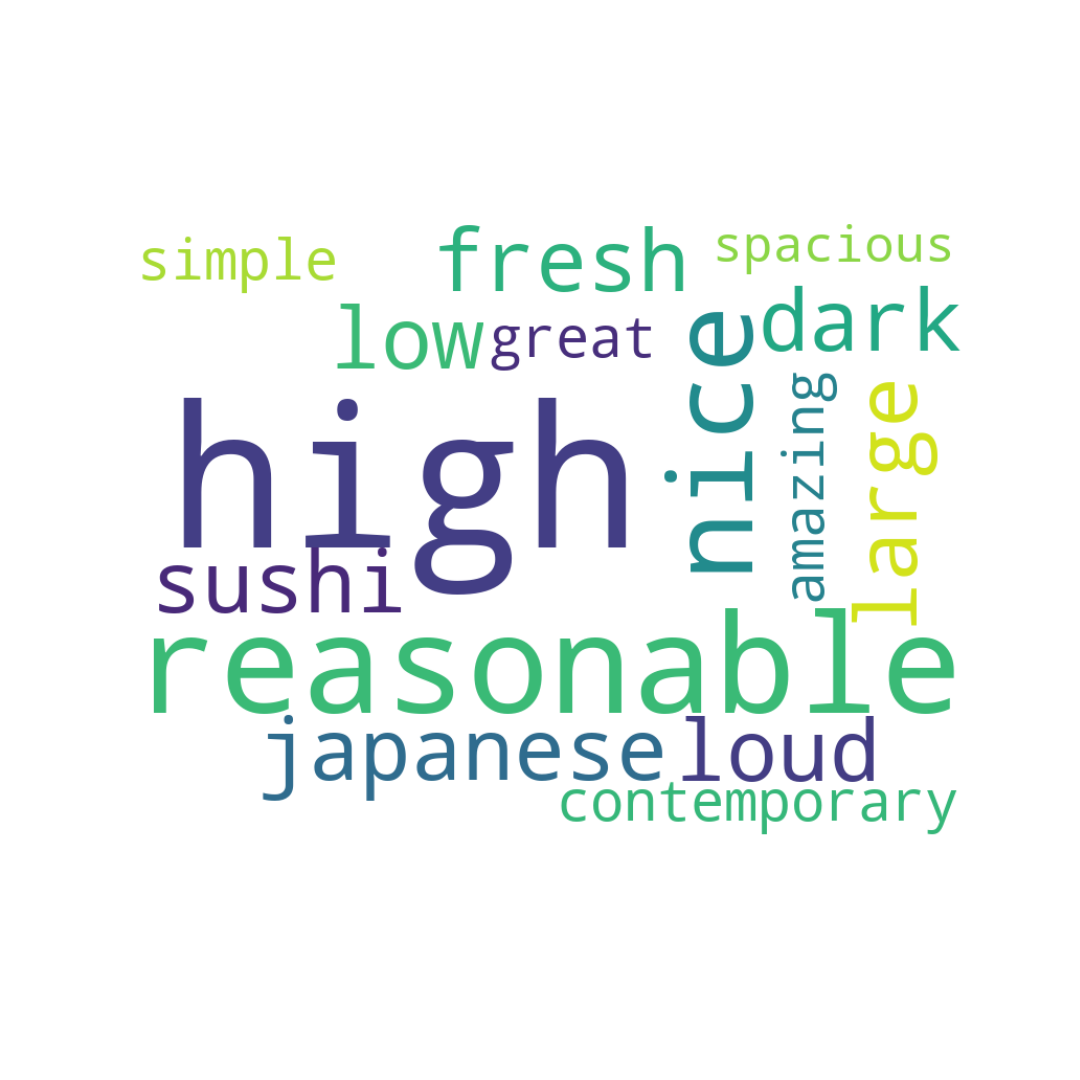 simple
fresh
spacious
low
great
nice
dark
high
amazing
large
sushi
reasonable
japanese
loud
contemporary